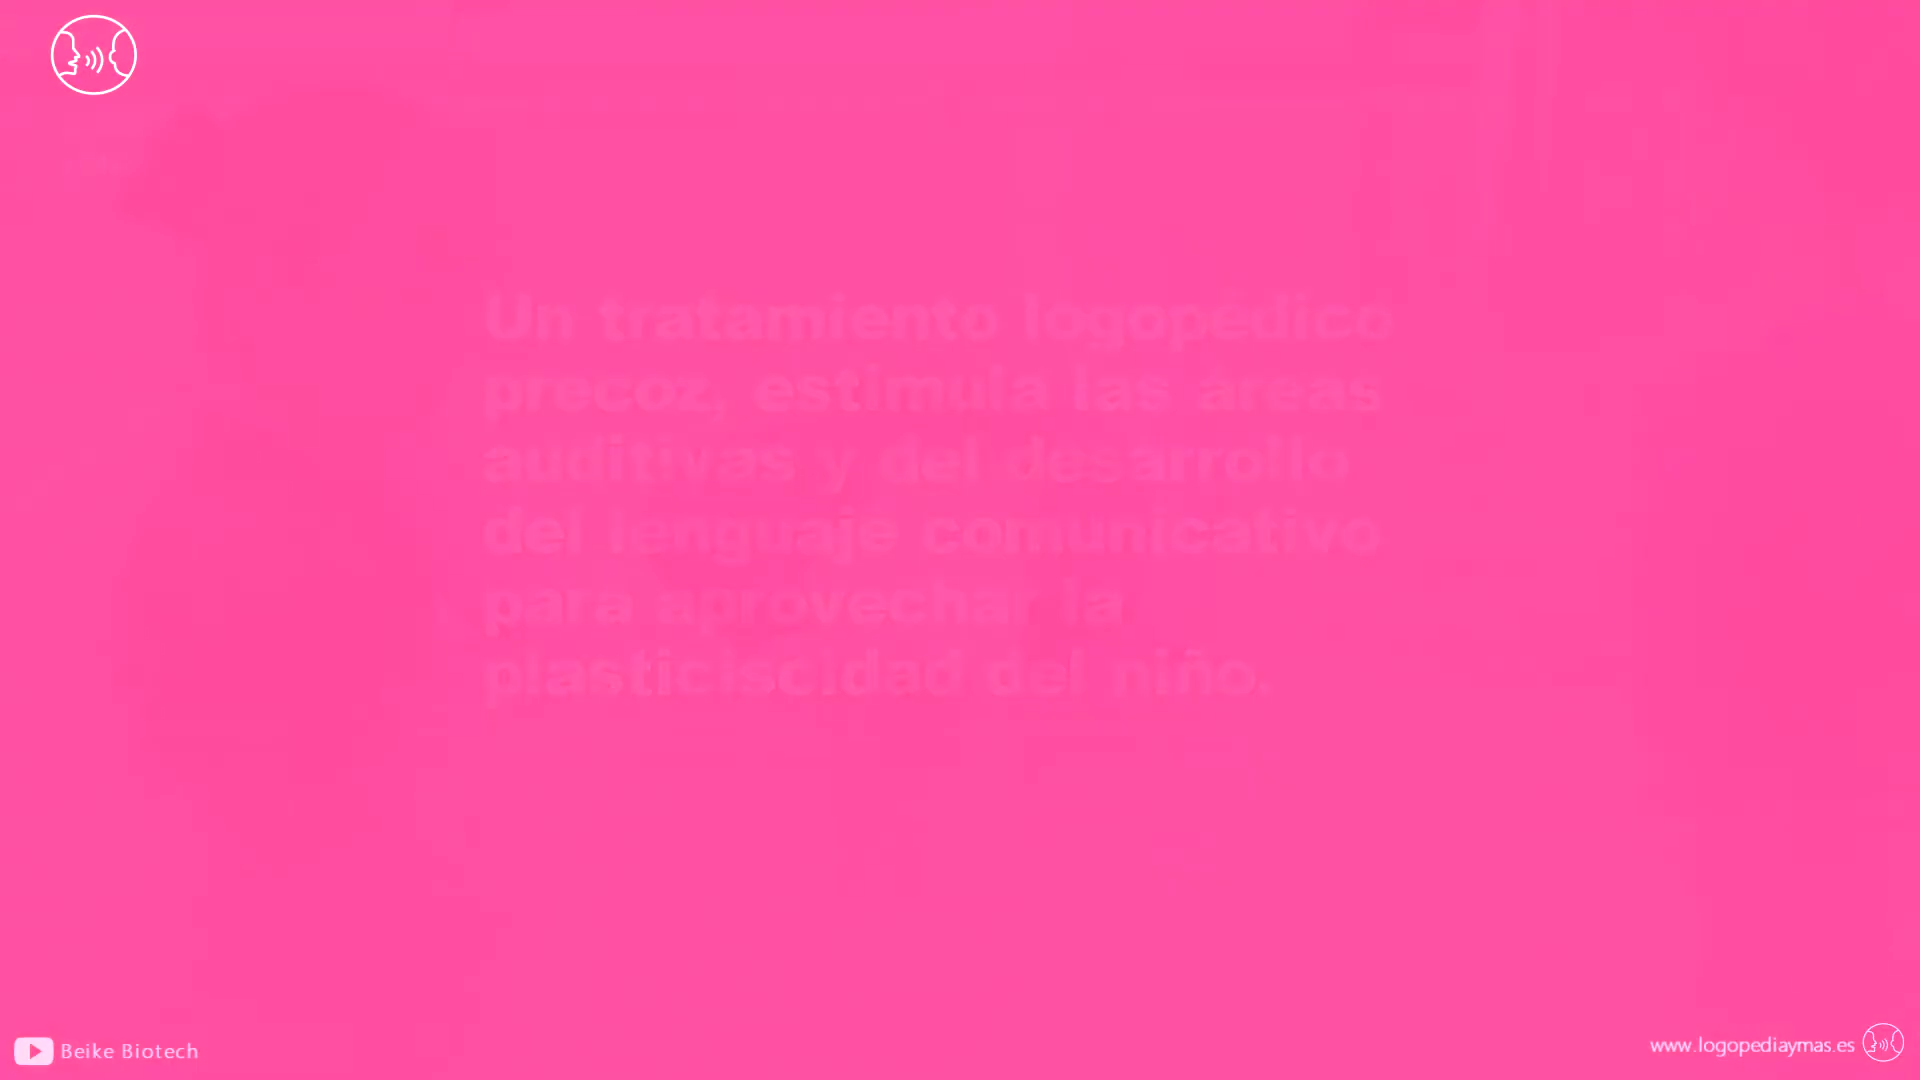 Un tratamiento logopédico
precoz, estimula las áreas
auditivas y del desarrollo
del lenguaje comunicativo
para aprovechar la
plasticiscidad del niño.
Beike Biotech
www.logopediaymas.es